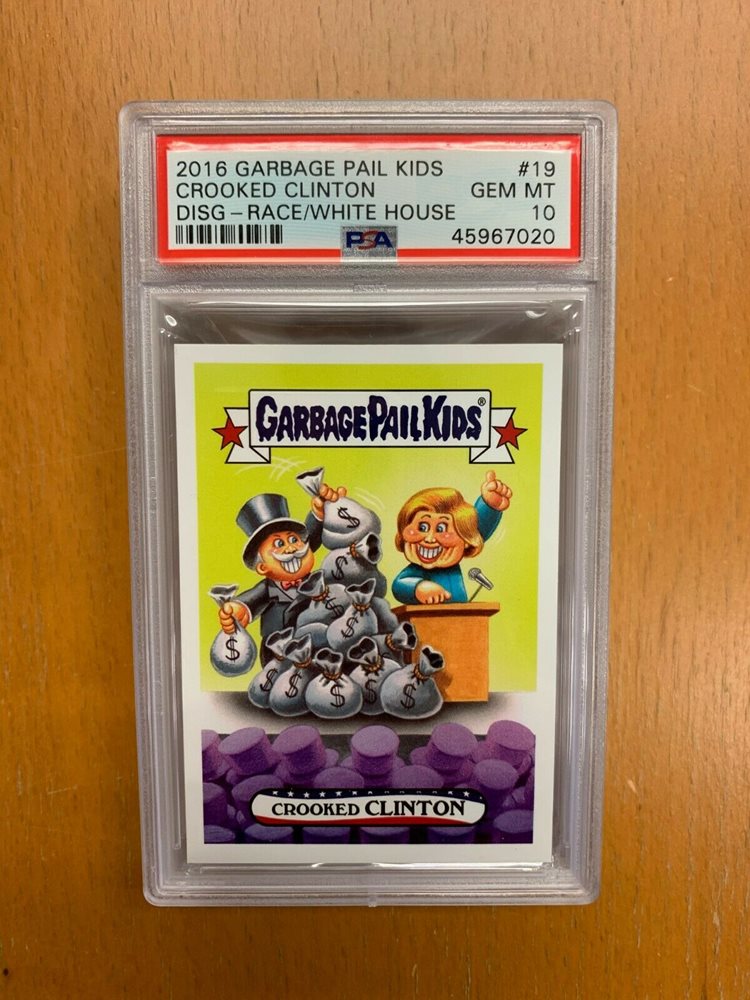 2016 GARBAGE PAIL KIDS #19
CROOKED CLINTON GEM MT
DISG-RACE/WHITE HOUSE 10
PSA 45967020
GARBAGE PAIL KIDS®
$
$
$
$
$
$
$
$
$
CROOKED CLINTON